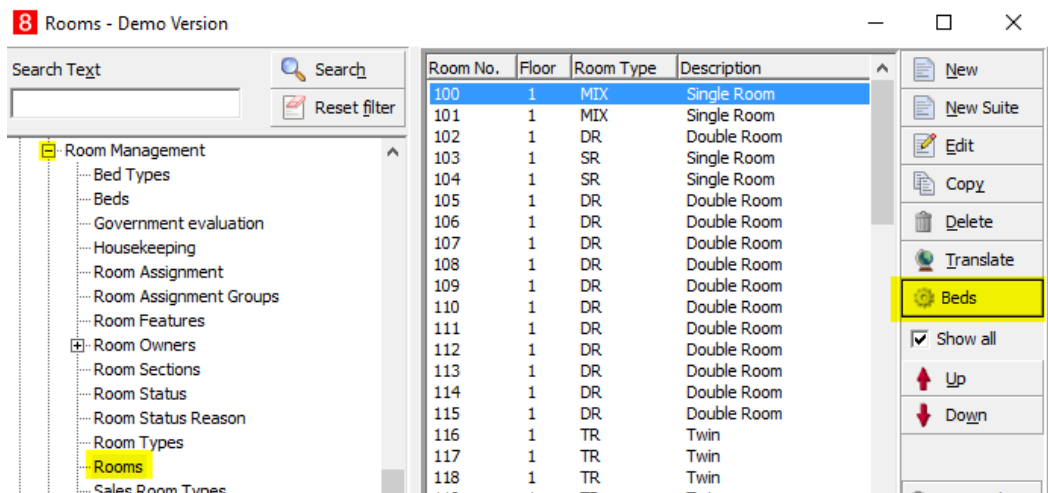 8 Rooms - Demo Version
Search Text
Search
Reset filter
Room Management
Bed Types
Beds
Government evaluation
Housekeeping
Room Assignment
Room Assignment Groups
Room Features
Room Owners
Room Sections
Room Status
Room Status Reason
Room Types
Rooms
Sales Room Types
Room No. Floor Room Type Description
100 1 MIX Single Room
101 1 MIX Single Room
102 1 DR Double Room
103 1 SR Single Room
104 1 SR Single Room
105 1 DR Double Room
106 1 DR Double Room
107 1 DR Double Room
108 1 DR Double Room
109 1 DR Double Room
110 1 DR Double Room
111 1 DR Double Room
112 1 DR Double Room
113 1 DR Double Room
114 1 DR Double Room
115 1 DR Double Room
116 1 TR Twin
117 1 TR Twin
118 1 TR Twin
New
New Suite
Edit
Copy
Delete
Translate
Beds
Show all
Up
Down